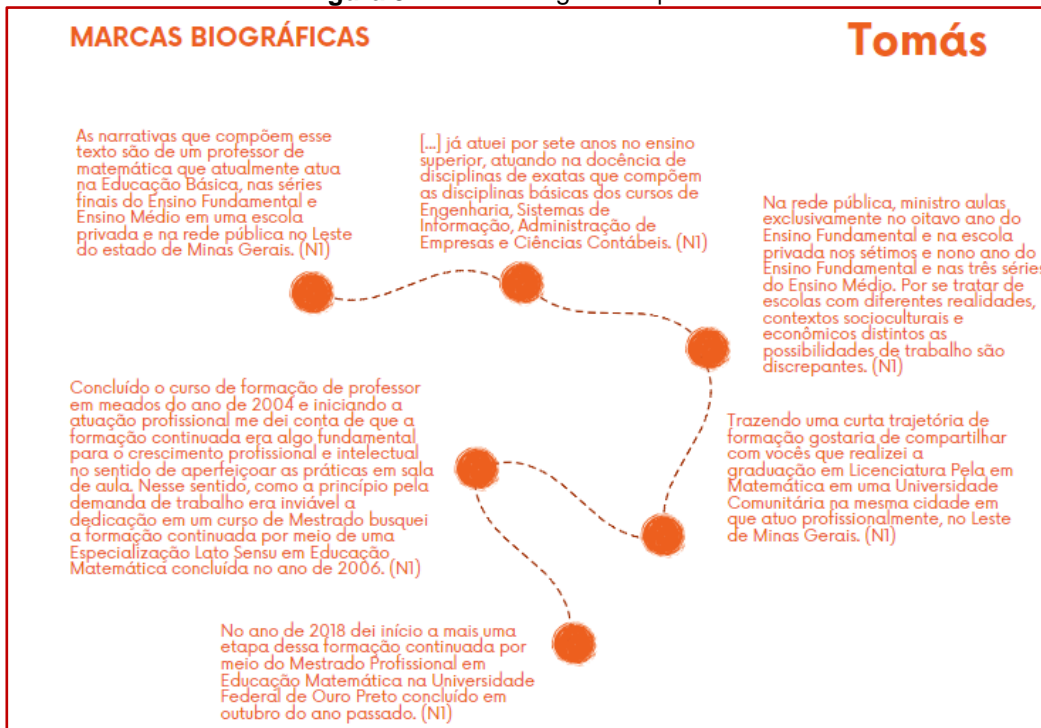 MARCAS BIOGRÁFICAS
Tomás
As narrativas que compõem esse
texto são de um professor de
matemática que atualmente atua
na Educação Básica, nas séries
finais do Ensino Fundamental e
Ensino Médio em uma escola
privada e na rede pública no Leste
do estado de Minas Gerais. (N1)
[...] já atuei por sete anos no ensino
superior, atuando na docência de
disciplinas de exatas que compõem
as disciplinas básicas dos cursos de
Engenharia, Sistemas de
Informação, Administração de
Empresas e Ciências Contábeis. (N1)
Na rede pública, ministro aulas
exclusivamente no oitavo ano do
Ensino Fundamental e na escola
privada nos sétimos e nono ano do
Ensino Fundamental e nas três séries
do Ensino Médio. Por se tratar de
escolas com diferentes realidades,
contextos socioculturais e
econômicos distintos as
possibilidades de trabalho são
discrepantes. (N1)
Trazendo uma curta trajetória de
formação gostaria de compartilhar
com vocês que realizei a
graduação em Licenciatura Pela em
Matemática em uma Universidade
Comunitária na mesma cidade em
que atuo profissionalmente, no Leste
de Minas Gerais. (N1)
Concluído o curso de formação de professor
em meados do ano de 2004 e iniciando a
atuação profissional me dei conta de que a
formação continuada era algo fundamental
para o crescimento profissional e intelectual
no sentido de aperfeiçoar as práticas em sala
de aula. Nesse sentido, como a princípio pela
demanda de trabalho era inviável a
dedicação em um curso de Mestrado busquei
a formação continuada por meio de uma
Especialização Lato Sensu em Educação
Matemática concluída no ano de 2006. (N1)
No ano de 2018 dei início a mais uma
etapa dessa formação continuada por
meio do Mestrado Profissional em
Educação Matemática na Universidade
Federal de Ouro Preto concluído em
outubro do ano passado. (N1)